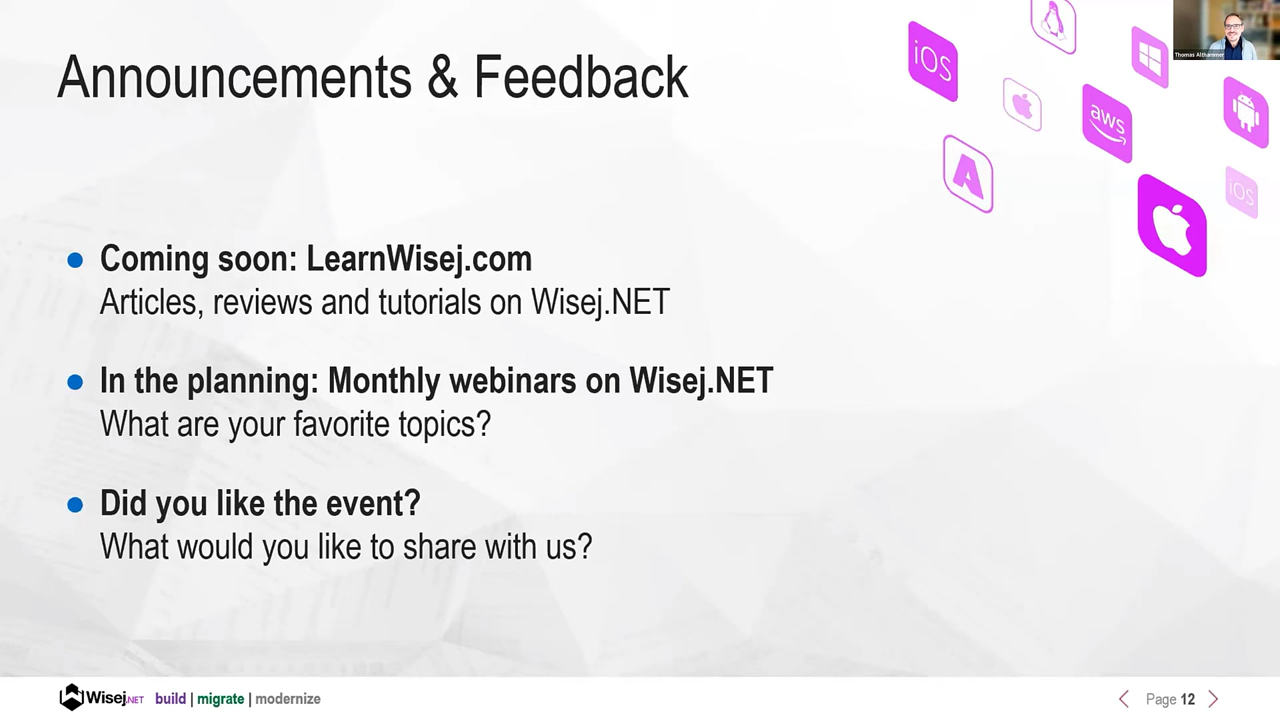 Announcements & Feedback
iOS
aws
iOS
Thomas Althammer
Coming soon: LearnWisej.com
Articles, reviews and tutorials on Wisej.NET
In the planning: Monthly webinars on Wisej.NET
What are your favorite topics?
Did you like the event?
What would you like to share with us?
Wisej.NET build | migrate | modernize
Page 12